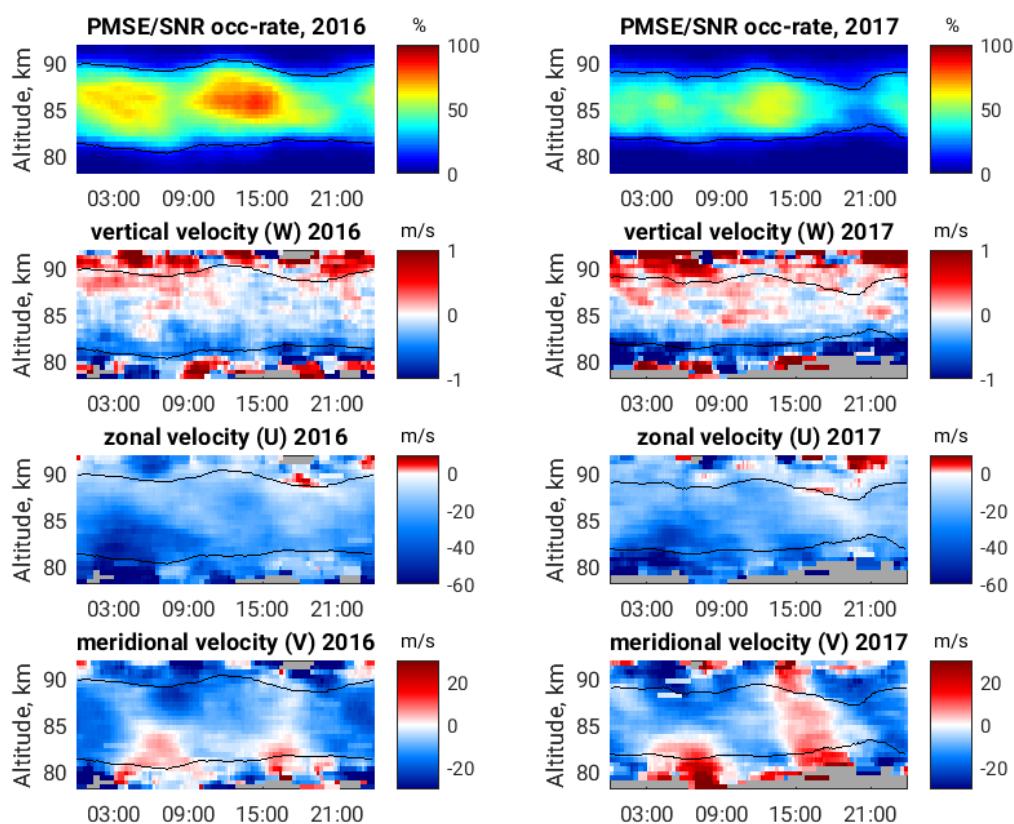 PMSE/SNR occ-rate, 2016
%
Altitude, km
90
85
80
100
50
0
03:00 09:00 15:00 21:00
PMSE/SNR occ-rate, 2017
%
Altitude, km
90
85
80
100
50
0
03:00 09:00 15:00 21:00
vertical velocity (W) 2016
m/s
Altitude, km
90
85
80
1
0
-1
03:00 09:00 15:00 21:00
vertical velocity (W) 2017
m/s
Altitude, km
90
85
80
1
0
-1
03:00 09:00 15:00 21:00
zonal velocity (U) 2016
m/s
Altitude, km
90
85
80
0
-20
-40
-60
03:00 09:00 15:00 21:00
zonal velocity (U) 2017
m/s
Altitude, km
90
85
80
0
-20
-40
-60
03:00 09:00 15:00 21:00
meridional velocity (V) 2016
m/s
Altitude, km
90
85
80
20
0
-20
03:00 09:00 15:00 21:00
meridional velocity (V) 2017
m/s
Altitude, km
90
85
80
20
0
-20
03:00 09:00 15:00 21:00